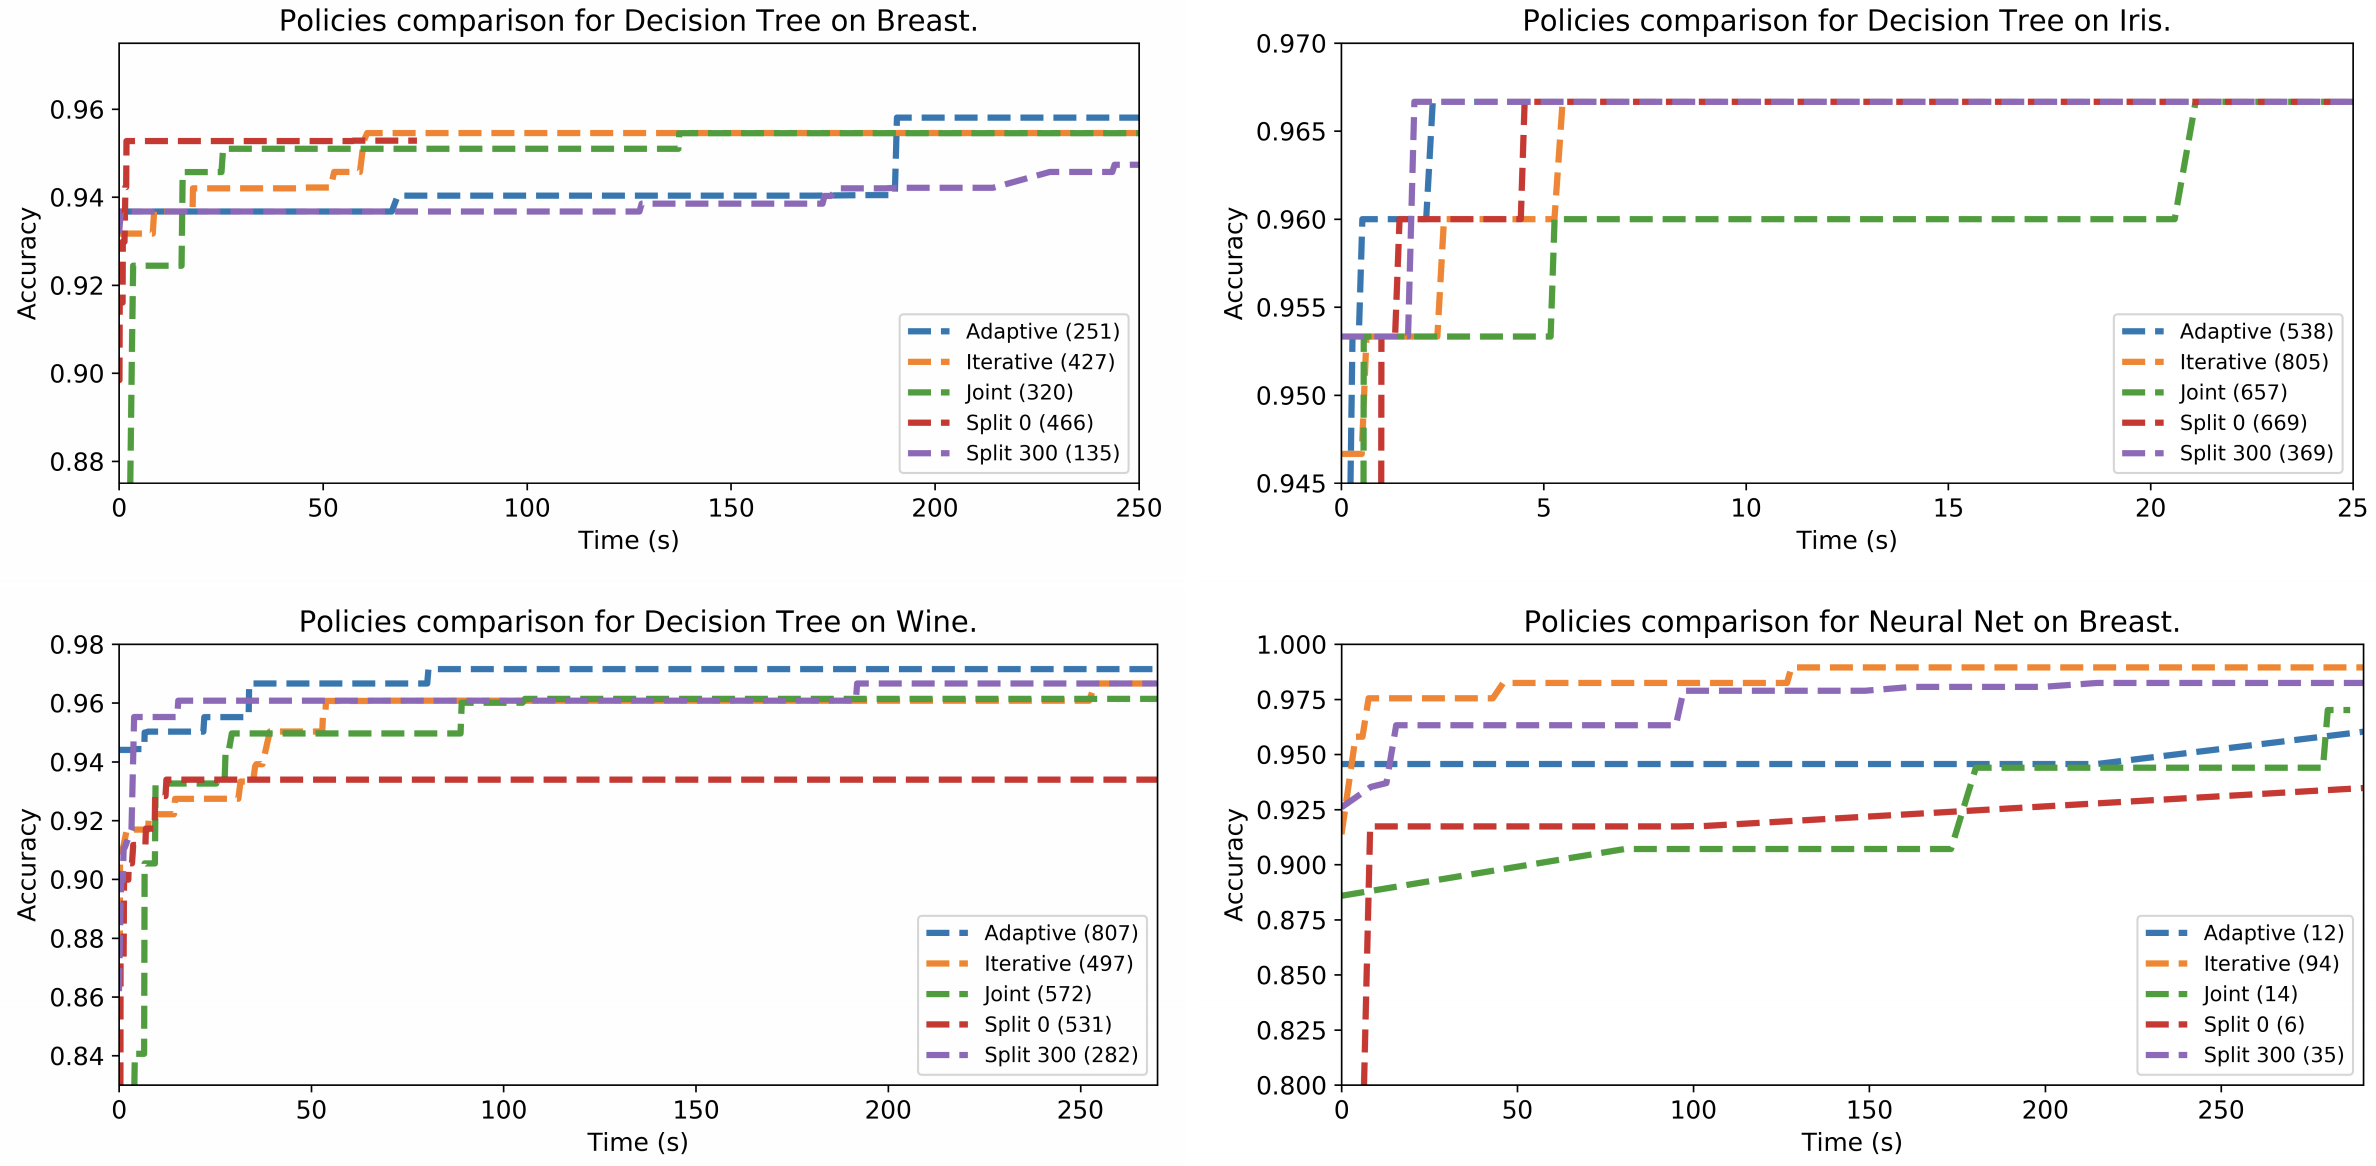 Policies comparison for Decision Tree on Breast.
Accuracy
0.96
0.94
0.92
0.90
0.88
0
50
100
150
200
250
Time (s)
Adaptive (251)
Iterative (427)
Joint (320)
Split 0 (466)
Split 300 (135)
Policies comparison for Decision Tree on Iris.
Accuracy
0.970
0.965
0.960
0.955
0.950
0.945
0
5
10
15
20
25
Time (s)
Adaptive (538)
Iterative (805)
Joint (657)
Split 0 (669)
Split 300 (369)
Policies comparison for Decision Tree on Wine.
Accuracy
0.98
0.96
0.94
0.92
0.90
0.88
0.86
0.84
0
50
100
150
200
250
Time (s)
Adaptive (807)
Iterative (497)
Joint (572)
Split 0 (531)
Split 300 (282)
Policies comparison for Neural Net on Breast.
Accuracy
1.000
0.975
0.950
0.925
0.900
0.875
0.850
0.825
0.800
0
50
100
150
200
250
Time (s)
Adaptive (12)
Iterative (94)
Joint (14)
Split 0 (6)
Split 300 (35)